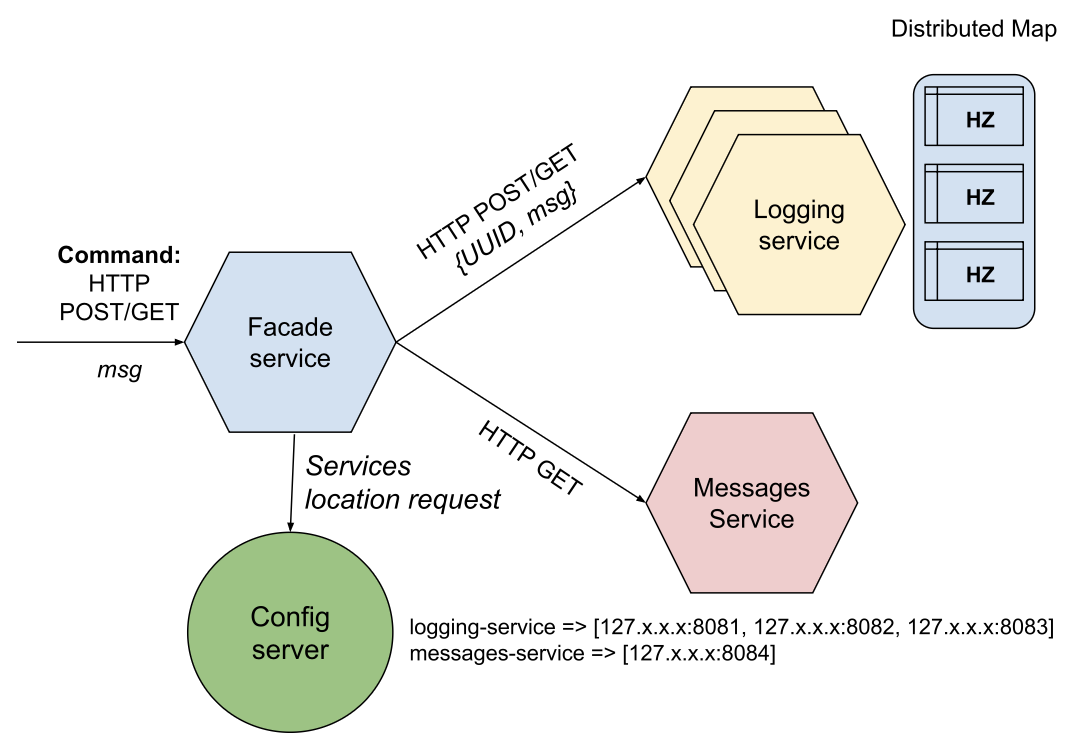 Distributed Map
HZ
HZ
HZ
Logging
service
HTTP POST/GET
{UUID, msg}
Command:
HTTP
POST/GET
msg
Facade
service
HTTP GET
Services
location request
Messages
Service
Config
server
logging-service => [127.x.x.x:8081, 127.x.x.x:8082, 127.x.x.x:8083]
messages-service => [127.x.x.x:8084]